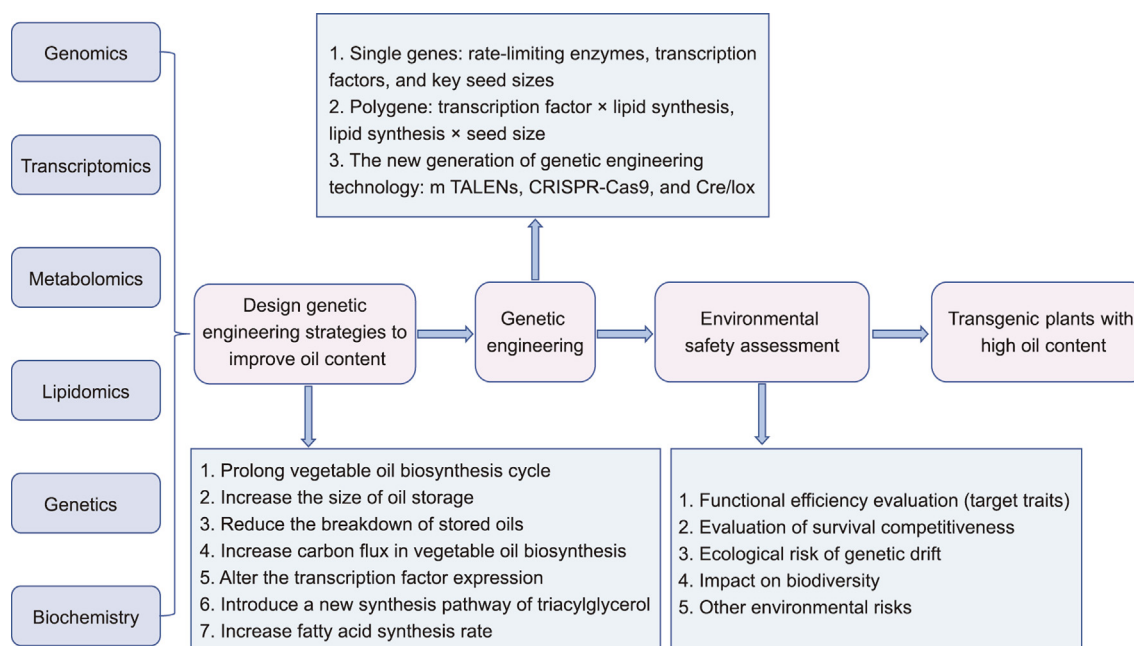 Genomics
Transcriptomics
Metabolomics
Lipidomics
Genetics
Biochemistry
1. Single genes: rate-limiting enzymes, transcription
factors, and key seed sizes
2. Polygene: transcription factor × lipid synthesis,
lipid synthesis × seed size
3. The new generation of genetic engineering
technology: m TALENs, CRISPR-Cas9, and Cre/lox
Design genetic
engineering strategies to
improve oil content
Genetic
engineering
Environmental
safety assessment
Transgenic plants with
high oil content
1. Prolong vegetable oil biosynthesis cycle
2. Increase the size of oil storage
3. Reduce the breakdown of stored oils
4. Increase carbon flux in vegetable oil biosynthesis
5. Alter the transcription factor expression
6. Introduce a new synthesis pathway of triacylglycerol
7. Increase fatty acid synthesis rate
1. Functional efficiency evaluation (target traits)
2. Evaluation of survival competitiveness
3. Ecological risk of genetic drift
4. Impact on biodiversity
5. Other environmental risks